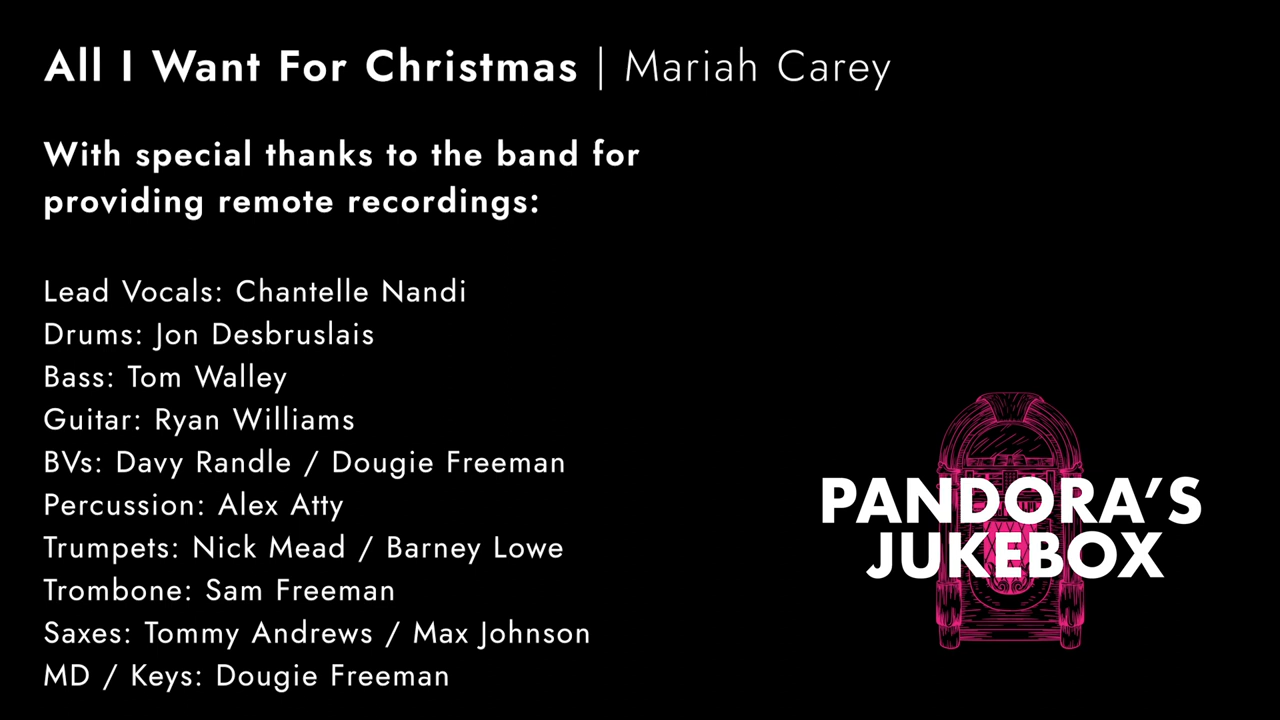 All I Want For Christmas | Mariah Carey
With special thanks to the band for
providing remote recordings:
Lead Vocals: Chantelle Nandi
Drums: Jon Desbruslais
Bass: Tom Walley
Guitar: Ryan Williams
BVs: Davy Randle / Dougie Freeman
Percussion: Alex Atty
Trumpets: Nick Mead / Barney Lowe
Trombone: Sam Freeman
Saxes: Tommy Andrews / Max Johnson
MD / Keys: Dougie Freeman
PANDORA'S
JUKEBOX